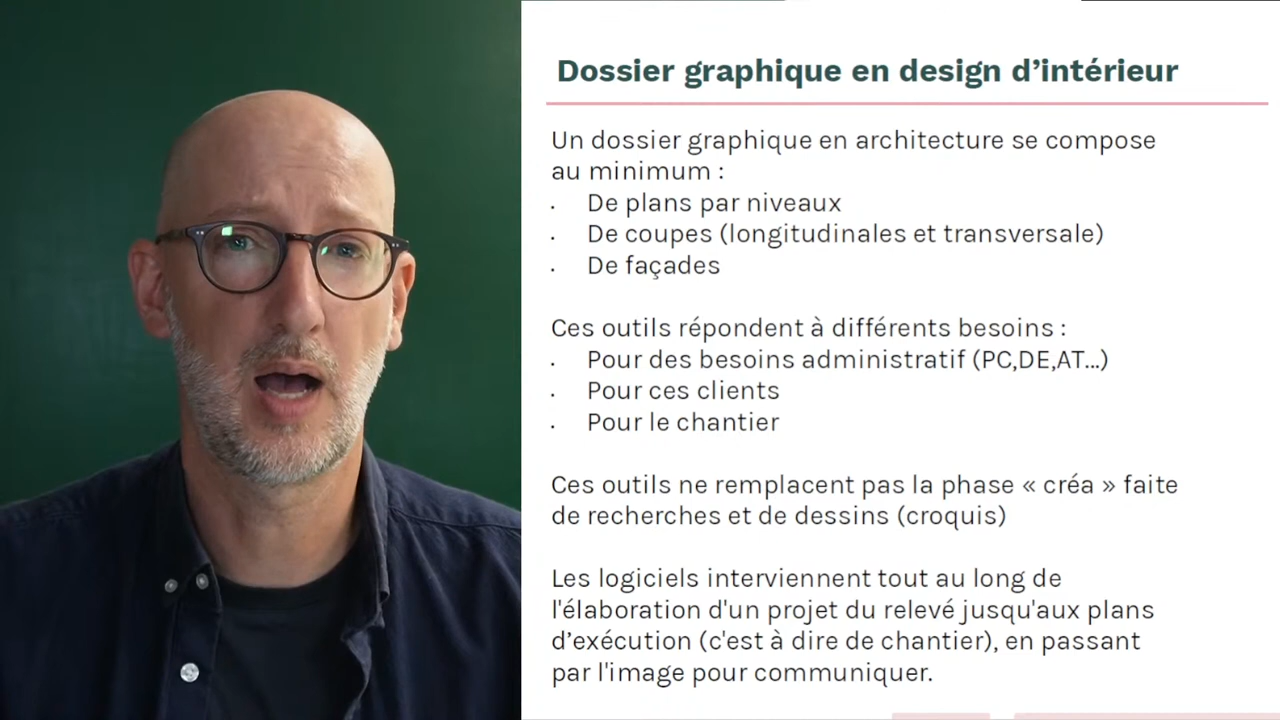 Dossier graphique en design d’intérieur
Un dossier graphique en architecture se compose
au minimum :
· De plans par niveaux
· De coupes (longitudinales et transversale)
· De façades
Ces outils répondent à différents besoins :
· Pour des besoins administratif (PC,DE,AT...)
· Pour ces clients
· Pour le chantier
Ces outils ne remplacent pas la phase « créa » faite
de recherches et de dessins (croquis)
Les logiciels interviennent tout au long de
l'élaboration d'un projet du relevé jusqu'aux plans
d’exécution (c'est à dire de chantier), en passant
par l'image pour communiquer.